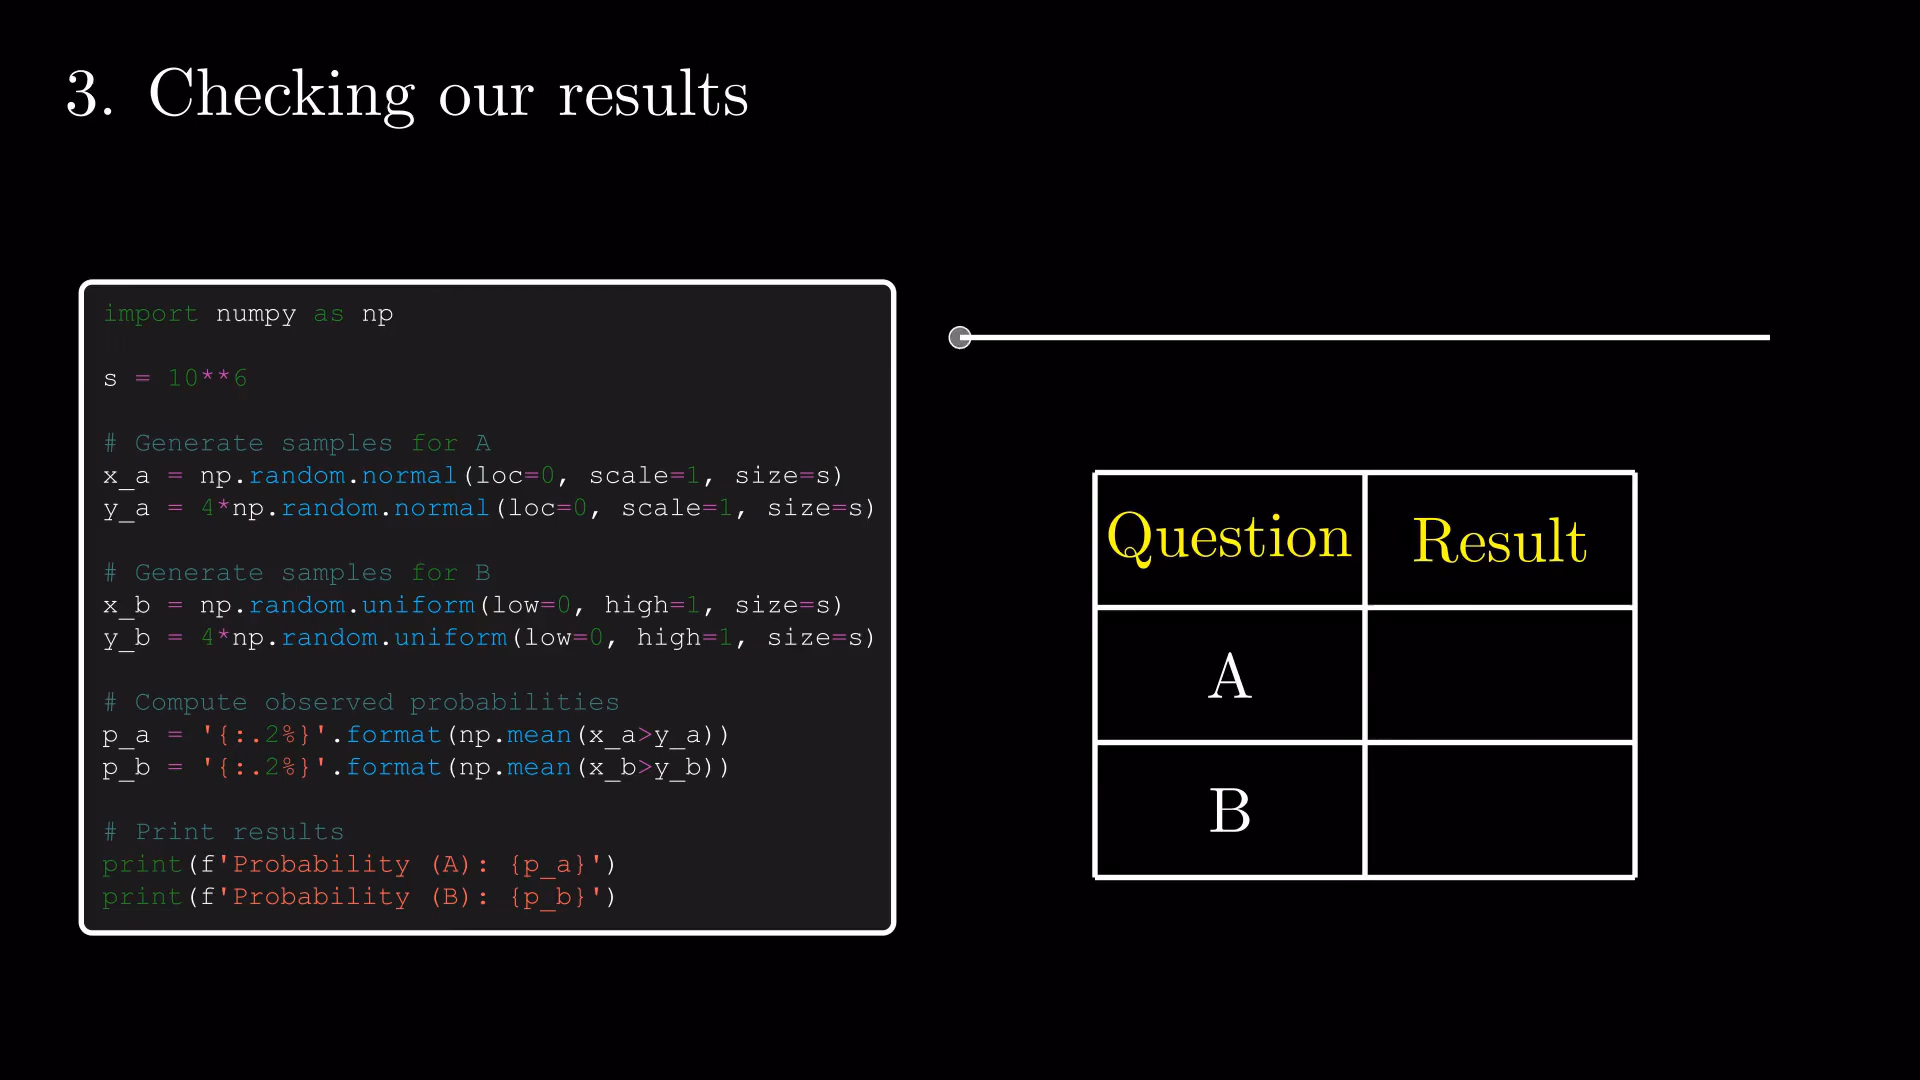 3. Checking our results
import numpy as np
s = 10**6
# Generate samples for A
x_a = np.random.normal(loc=0, scale=1, size=s)
y_a = 4*np.random.normal(loc=0, scale=1, size=s)
# Generate samples for B
x_b = np.random.uniform(low=0, high=1, size=s)
y_b = 4*np.random.uniform(low=0, high=1, size=s)
# Compute observed probabilities
p_a = '{:.2%}'.format(np.mean(x_a>y_a))
p_b = '{:.2%}'.format(np.mean(x_b>y_b))
# Print results
print(f'Probability (A): {p_a}')
print(f'Probability (B): {p_b}')
Question Result
A
B